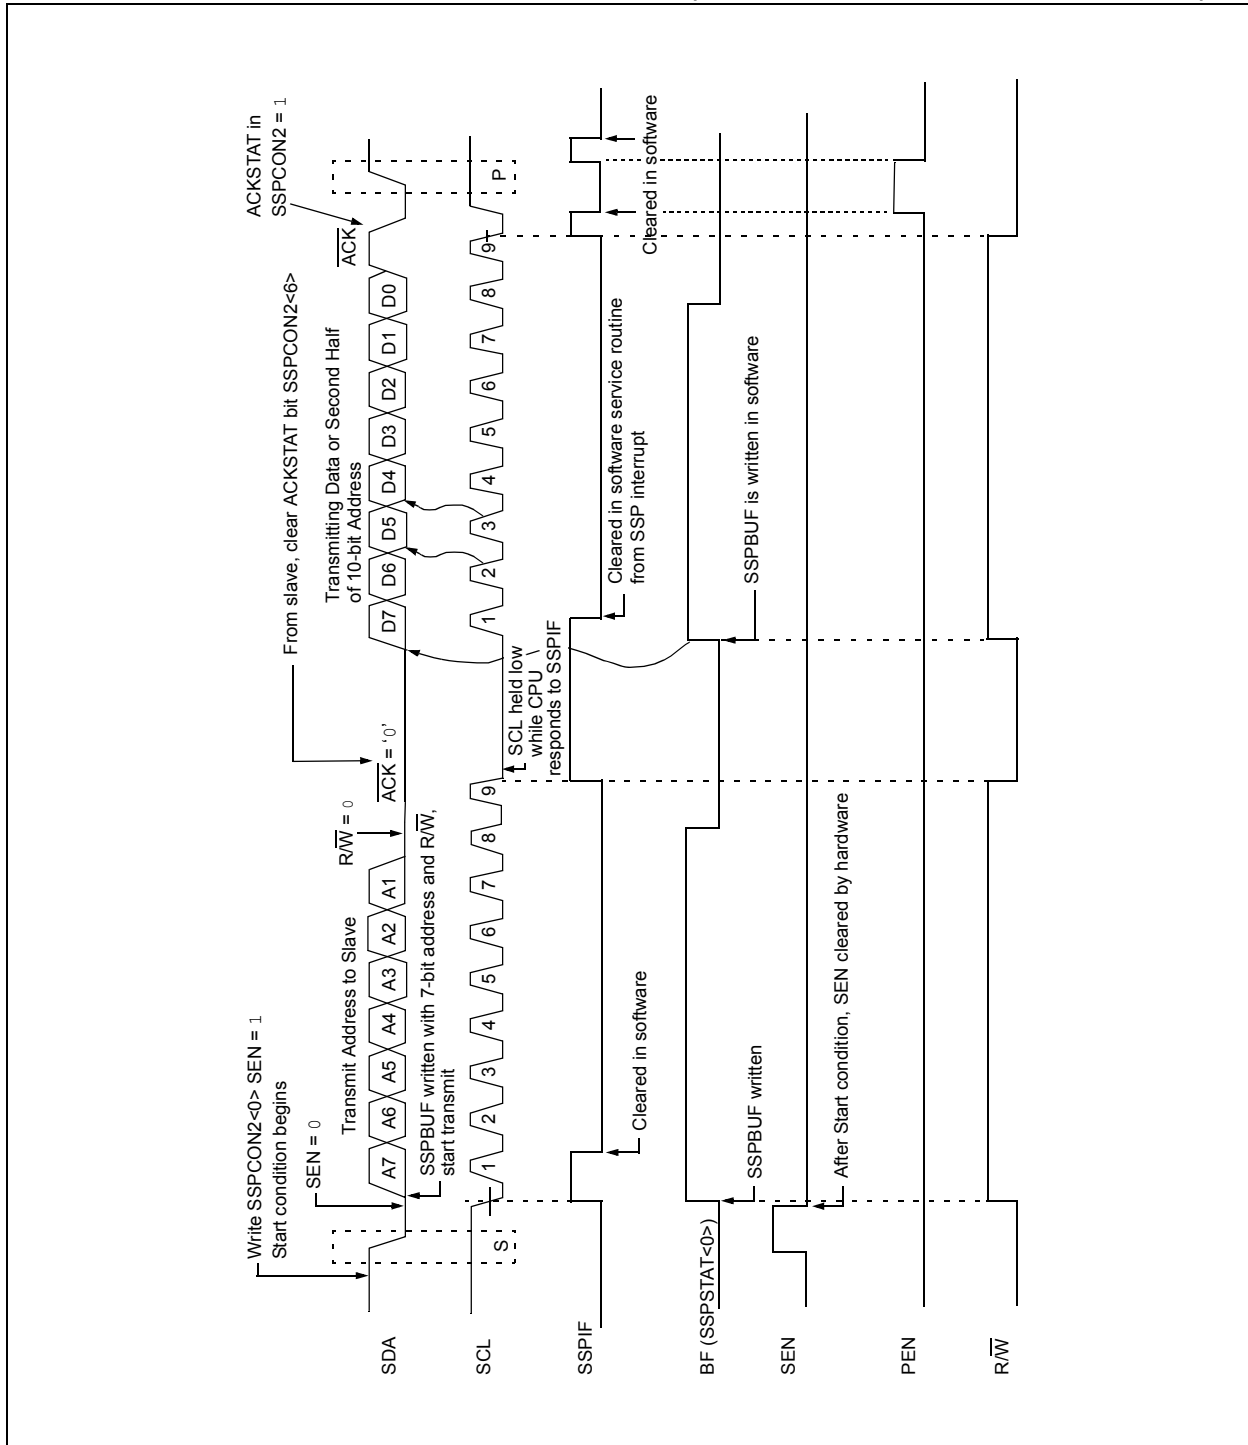 Write SSPCON2<0> SEN = 1
Start condition begins
SEN = 0
Transmit Address to Slave
R/W = 0
From slave, clear ACKSTAT bit SSPCON2<6>
ACK = ‘0’
Transmitting Data or Second Half
of 10-bit Address
ACK
ACKSTAT in
SSPCON2 = 1
SDA
A7 A6 A5 A4 A3 A2 A1
D7 D6 D5 D4 D3 D2 D1 D0
SSPBUF written with 7-bit address and R/W,
start transmit
SCL
S
1 2 3 4 5 6 7 8 9
1 2 3 4 5 6 7 8 9
P
SCL held low
while CPU
responds to SSPIF
SSPIF
Cleared in software
Cleared in software service routine
from SSP interrupt
Cleared in software
Cleared in software
BF (SSPSTAT<0>)
SSPBUF written
SSPBUF is written in software
SEN
After Start condition, SEN cleared by hardware
PEN
R/W